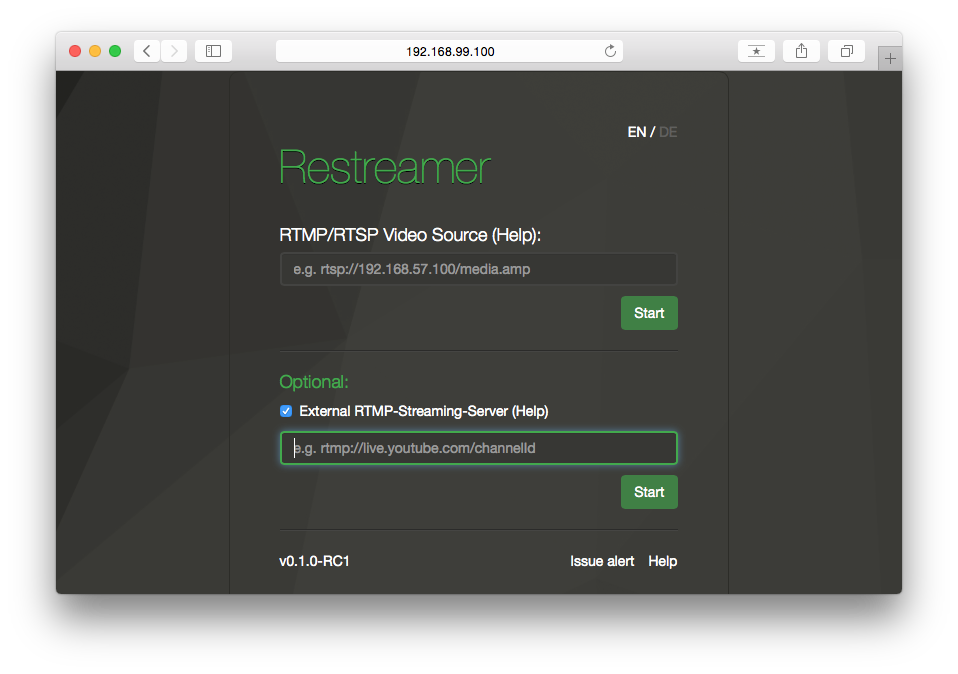 192.168.99.100
EN / DE
Restreamer
RTMP/RTSP Video Source (Help):
e.g. rtsp://192.168.57.100/media.amp
Start
Optional:
External RTMP-Streaming-Server (Help)
e.g. rtmp://live.youtube.com/channelId
Start
v0.1.0-RC1 Issue alert Help